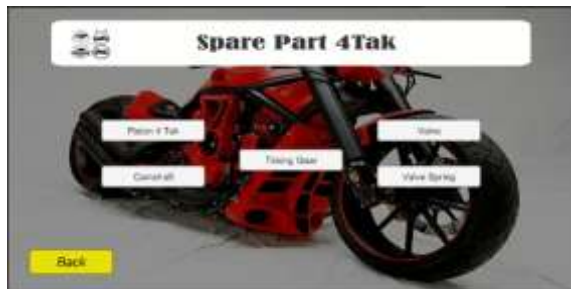 Spare Part 4Tak
Piston 4 Tak
Valve
Timing Gear
Camshaft
Valve Spring
Back